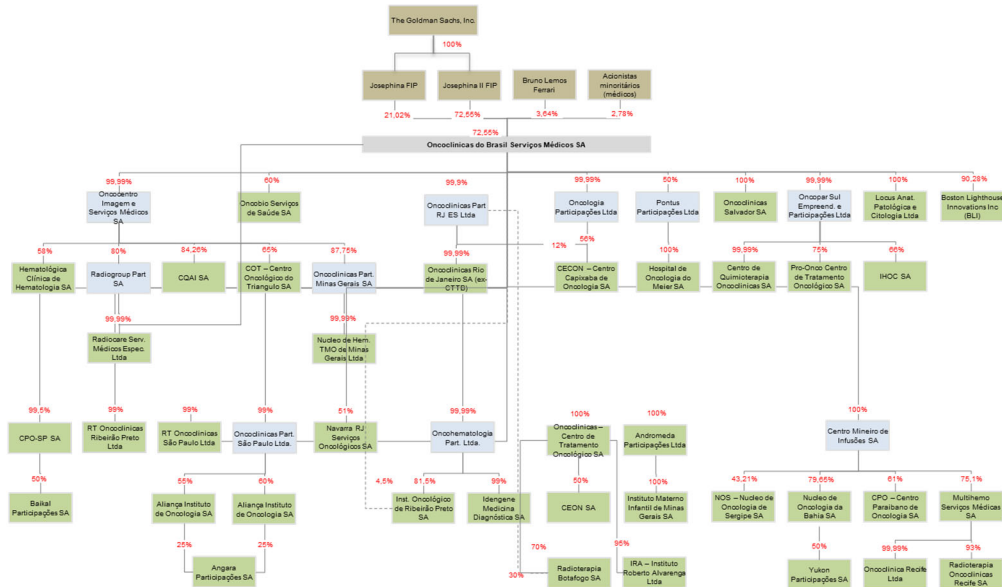 The Goldman Sachs, Inc.
100%
Josephina FIP
Josephina II FIP
Bruno Lemos
Ferrari
Acionistas
minoritários
(médicos)
21,02%
72,55%
3,64%
2,78%
72,55%
Oncoclinicas do Brasil Serviços Médicos SA
99,99%
60%
99,9%
99,99%
50%
100%
99,99%
100%
90,28%
Oncocentro
Imagem e
Serviços Médicos
SA
Oncobio Serviços
de Saúde SA
Oncoclinicas Part
RJ ES Ltda
Oncologia
Participações Ltda
Pontus
Participações Ltda
Oncoclinicas
Salvador SA
Oncopar Sul
Empreend. e
Participações Ltda
Locus Anat.
Patológica e
Citologia Ltda
Boston Lighthouse
Innovations Inc
(BLI)
58%
80%
84,26%
65%
87,75%
99,99%
12%
56%
100%
99,99%
75%
66%
Hematológica
Clínica de
Hematologia SA
Radiogroup Part
SA
CQAI SA
COT – Centro
Oncológico do
Triangulo SA
Oncoclinicas Part.
Minas Gerais SA
Oncoclinicas Rio
de Janeiro SA (ex-
CTTD)
CECON – Centro
Capixaba de
Oncologia SA
Hospital de
Oncologia do
Meier SA
Centro de
Quimioterapia
Oncoclinicas SA
Pro-Onco Centro
de Tratamento
Oncológico SA
IHOC SA
99,99%
99,99%
Radiocare Serv.
Médicos Espec.
Ltda
Nucleo de Hem.
TMO de Minas
Gerais Ltda
99,5%
99%
99%
99%
51%
99,99%
100%
100%
100%
CPO-SP SA
RT Oncoclinicas
Ribeirão Preto Ltda
RT Oncoclinicas
São Paulo Ltda
Oncoclinicas Part.
São Paulo Ltda.
Navarra RJ
Serviços
Oncológicos SA
Oncohematologia
Part. Ltda.
Oncoclinicas –
Centro de
Tratamento
Oncológico SA
Andromeda
Participações Ltda
Centro Mineiro de
Infusões SA
50%
55%
60%
4,5%
81,5%
99%
50%
100%
43,21%
79,65%
61%
75,1%
Baikal
Participações SA
Aliança Instituto
de Oncologia SA
Aliança Instituto
de Oncologia SA
Inst. Oncológico
de Ribeirão Preto
SA
Idengene
Medicina
Diagnóstica SA
CEON SA
Instituto Materno
Infantil de Minas
Gerais SA
NOS – Nucleo de
Oncologia de
Sergipe SA
Nucleo de
Oncologia da
Bahia SA
CPO – Centro
Paraibano de
Oncologia SA
Multihemo
Serviços Médicas
SA
25%
25%
70%
95%
50%
99,99%
93%
Angara
Participações SA
30%
Radioterapia
Botafogo SA
IRA – Instituto
Roberto Alvarenga
Ltda
Yukon
Participações SA
Oncoclinica Recife
Ltda
Radioterapia
Oncoclinicas
Recife SA